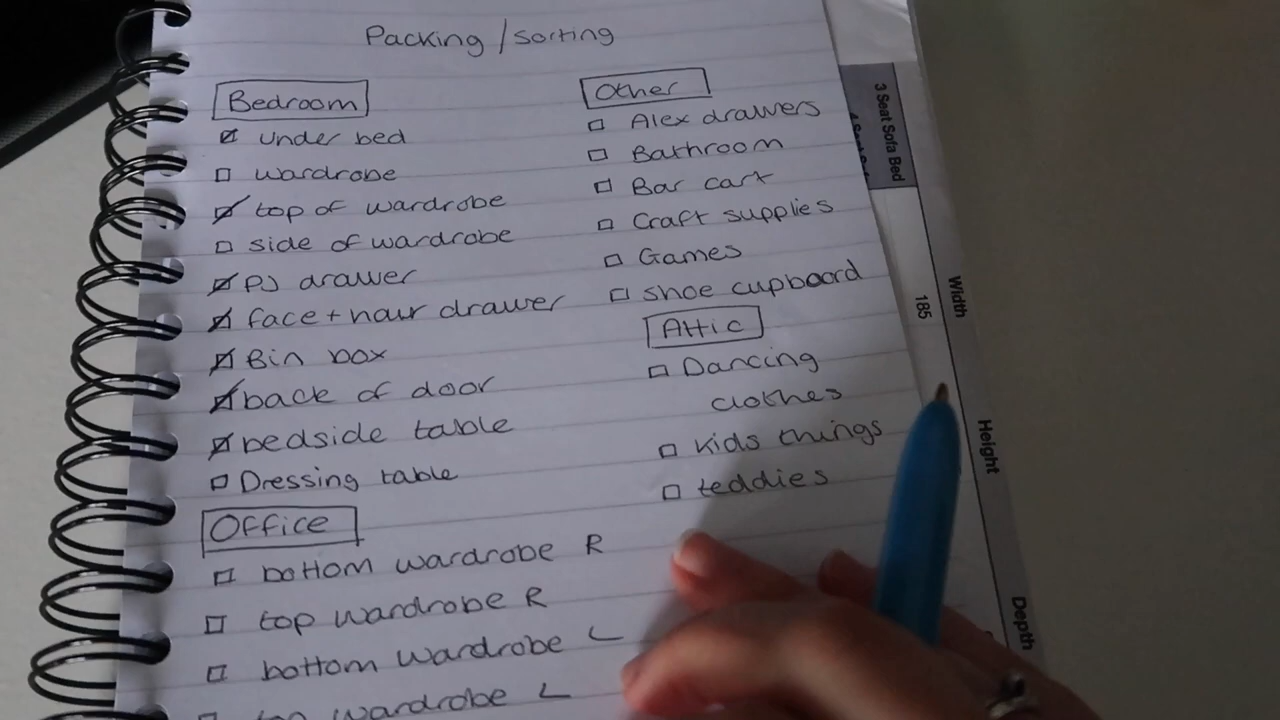 Packing / sorting
Bedroom
under bed
wardrobe
top of wardrobe
side of wardrobe
PJ drawer
face + hair drawer
Bin box
back of door
bedside table
Dressing table
Office
bottom wardrobe R
top wardrobe R
bottom wardrobe L
top wardrobe L
Other
Alex drawers
Bathroom
Bar cart
Craft supplies
Games
shoe cupboard
Attic
Dancing
clothes
kids things
teddies
3 Seat Sofa Bed
Width
185
Height
Depth